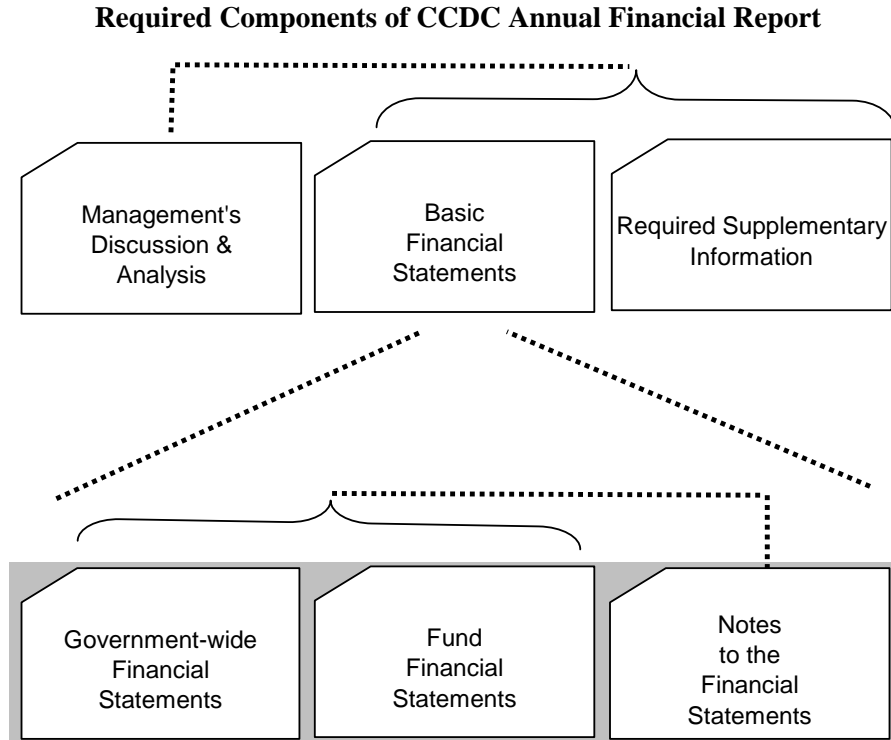 Required Components of CCDC Annual Financial Report
Management's
Discussion &
Analysis
Basic
Financial
Statements
Required Supplementary
Information
Government-wide
Financial
Statements
Fund
Financial
Statements
Notes
to the
Financial
Statements